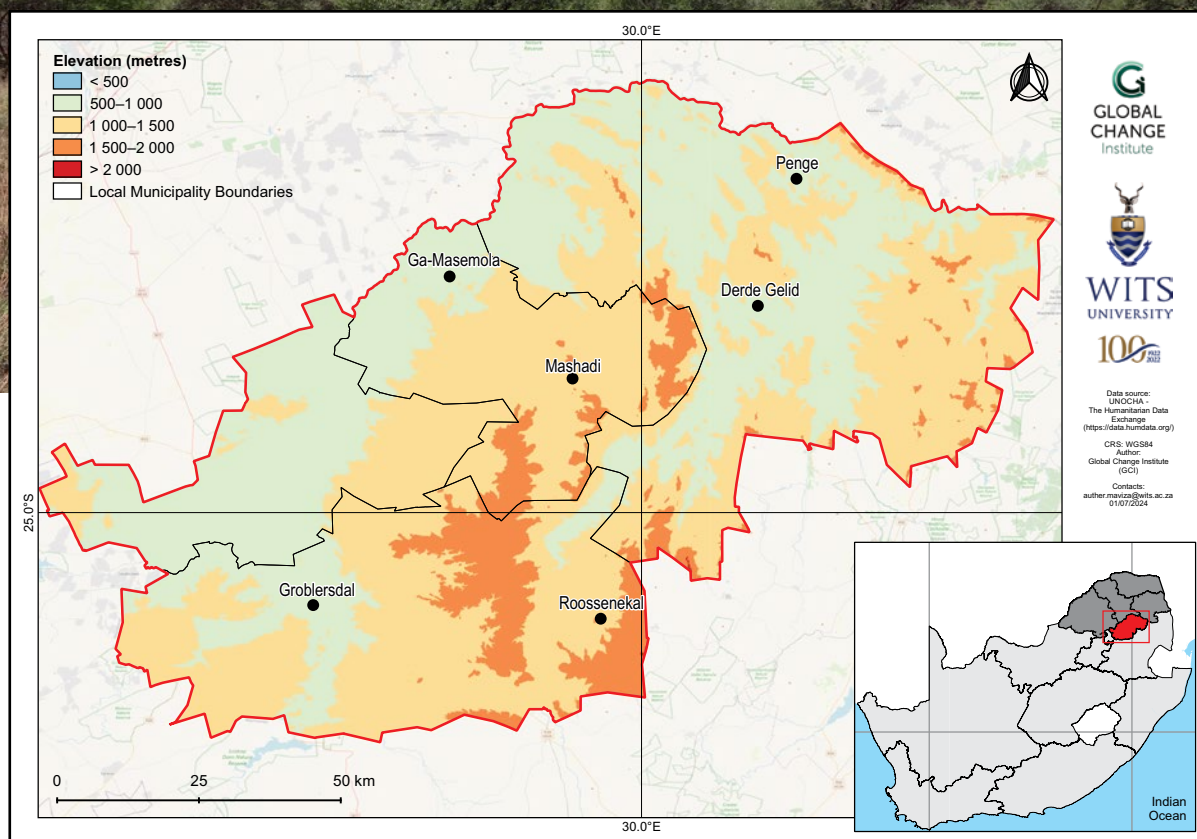 30.0°E
Elevation (metres)
< 500
500–1 000
1 000–1 500
1 500–2 000
> 2 000
Local Municipality Boundaries
Penge
Ga-Masemola
Derde Gelid
Mashadi
25.0°S
Groblersdal
Roossenekal
0 25 50 km
30.0°E
G
GLOBAL
CHANGE
Institute
WITS
UNIVERSITY
100 1922
2022
Data source:
UNOCHA -
The Humanitarian Data
Exchange
(https://data.humdata.org/)
CRS: WGS84
Author:
Global Change Institute
(GCI)
Contacts:
auther.maviza@wits.ac.za
01/07/2024
Indian
Ocean